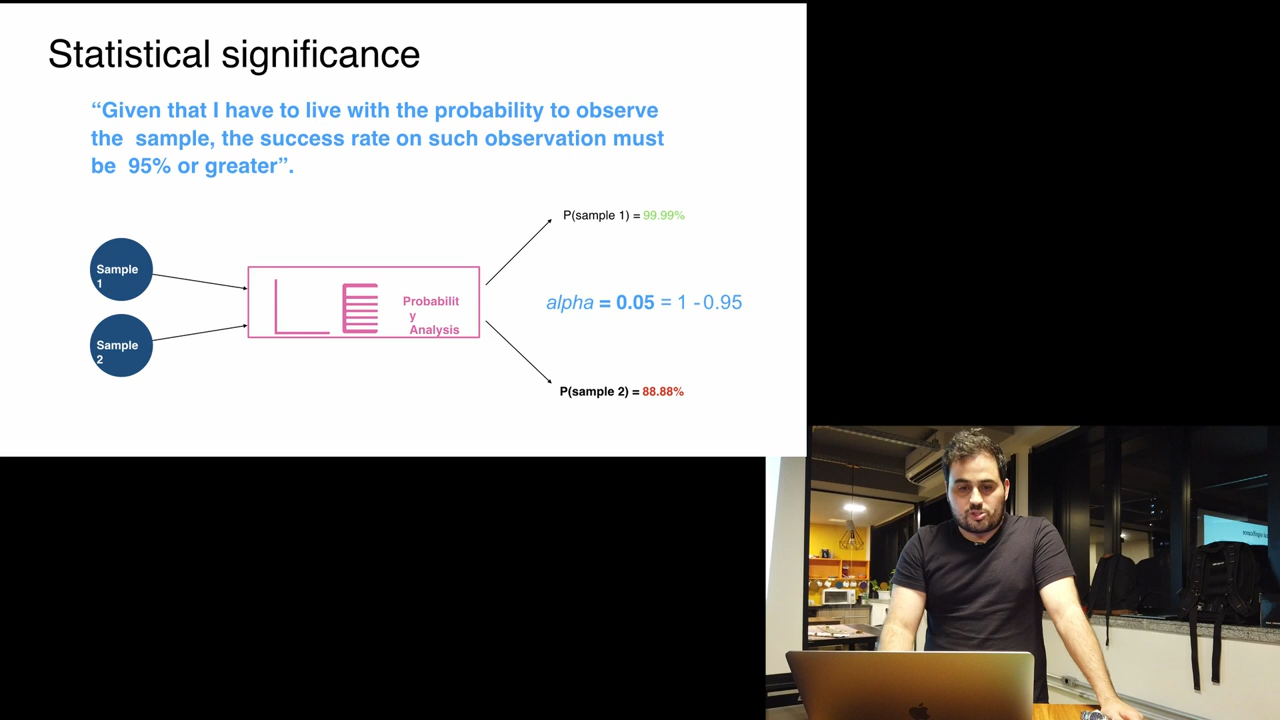 Statistical significance
“Given that I have to live with the probability to observe
the sample, the success rate on such observation must
be 95% or greater”.
P(sample 1) = 99.99%
Sample
1
Probabilit
y
Analysis
alpha = 0.05 = 1 - 0.95
Sample
2
P(sample 2) = 88.88%